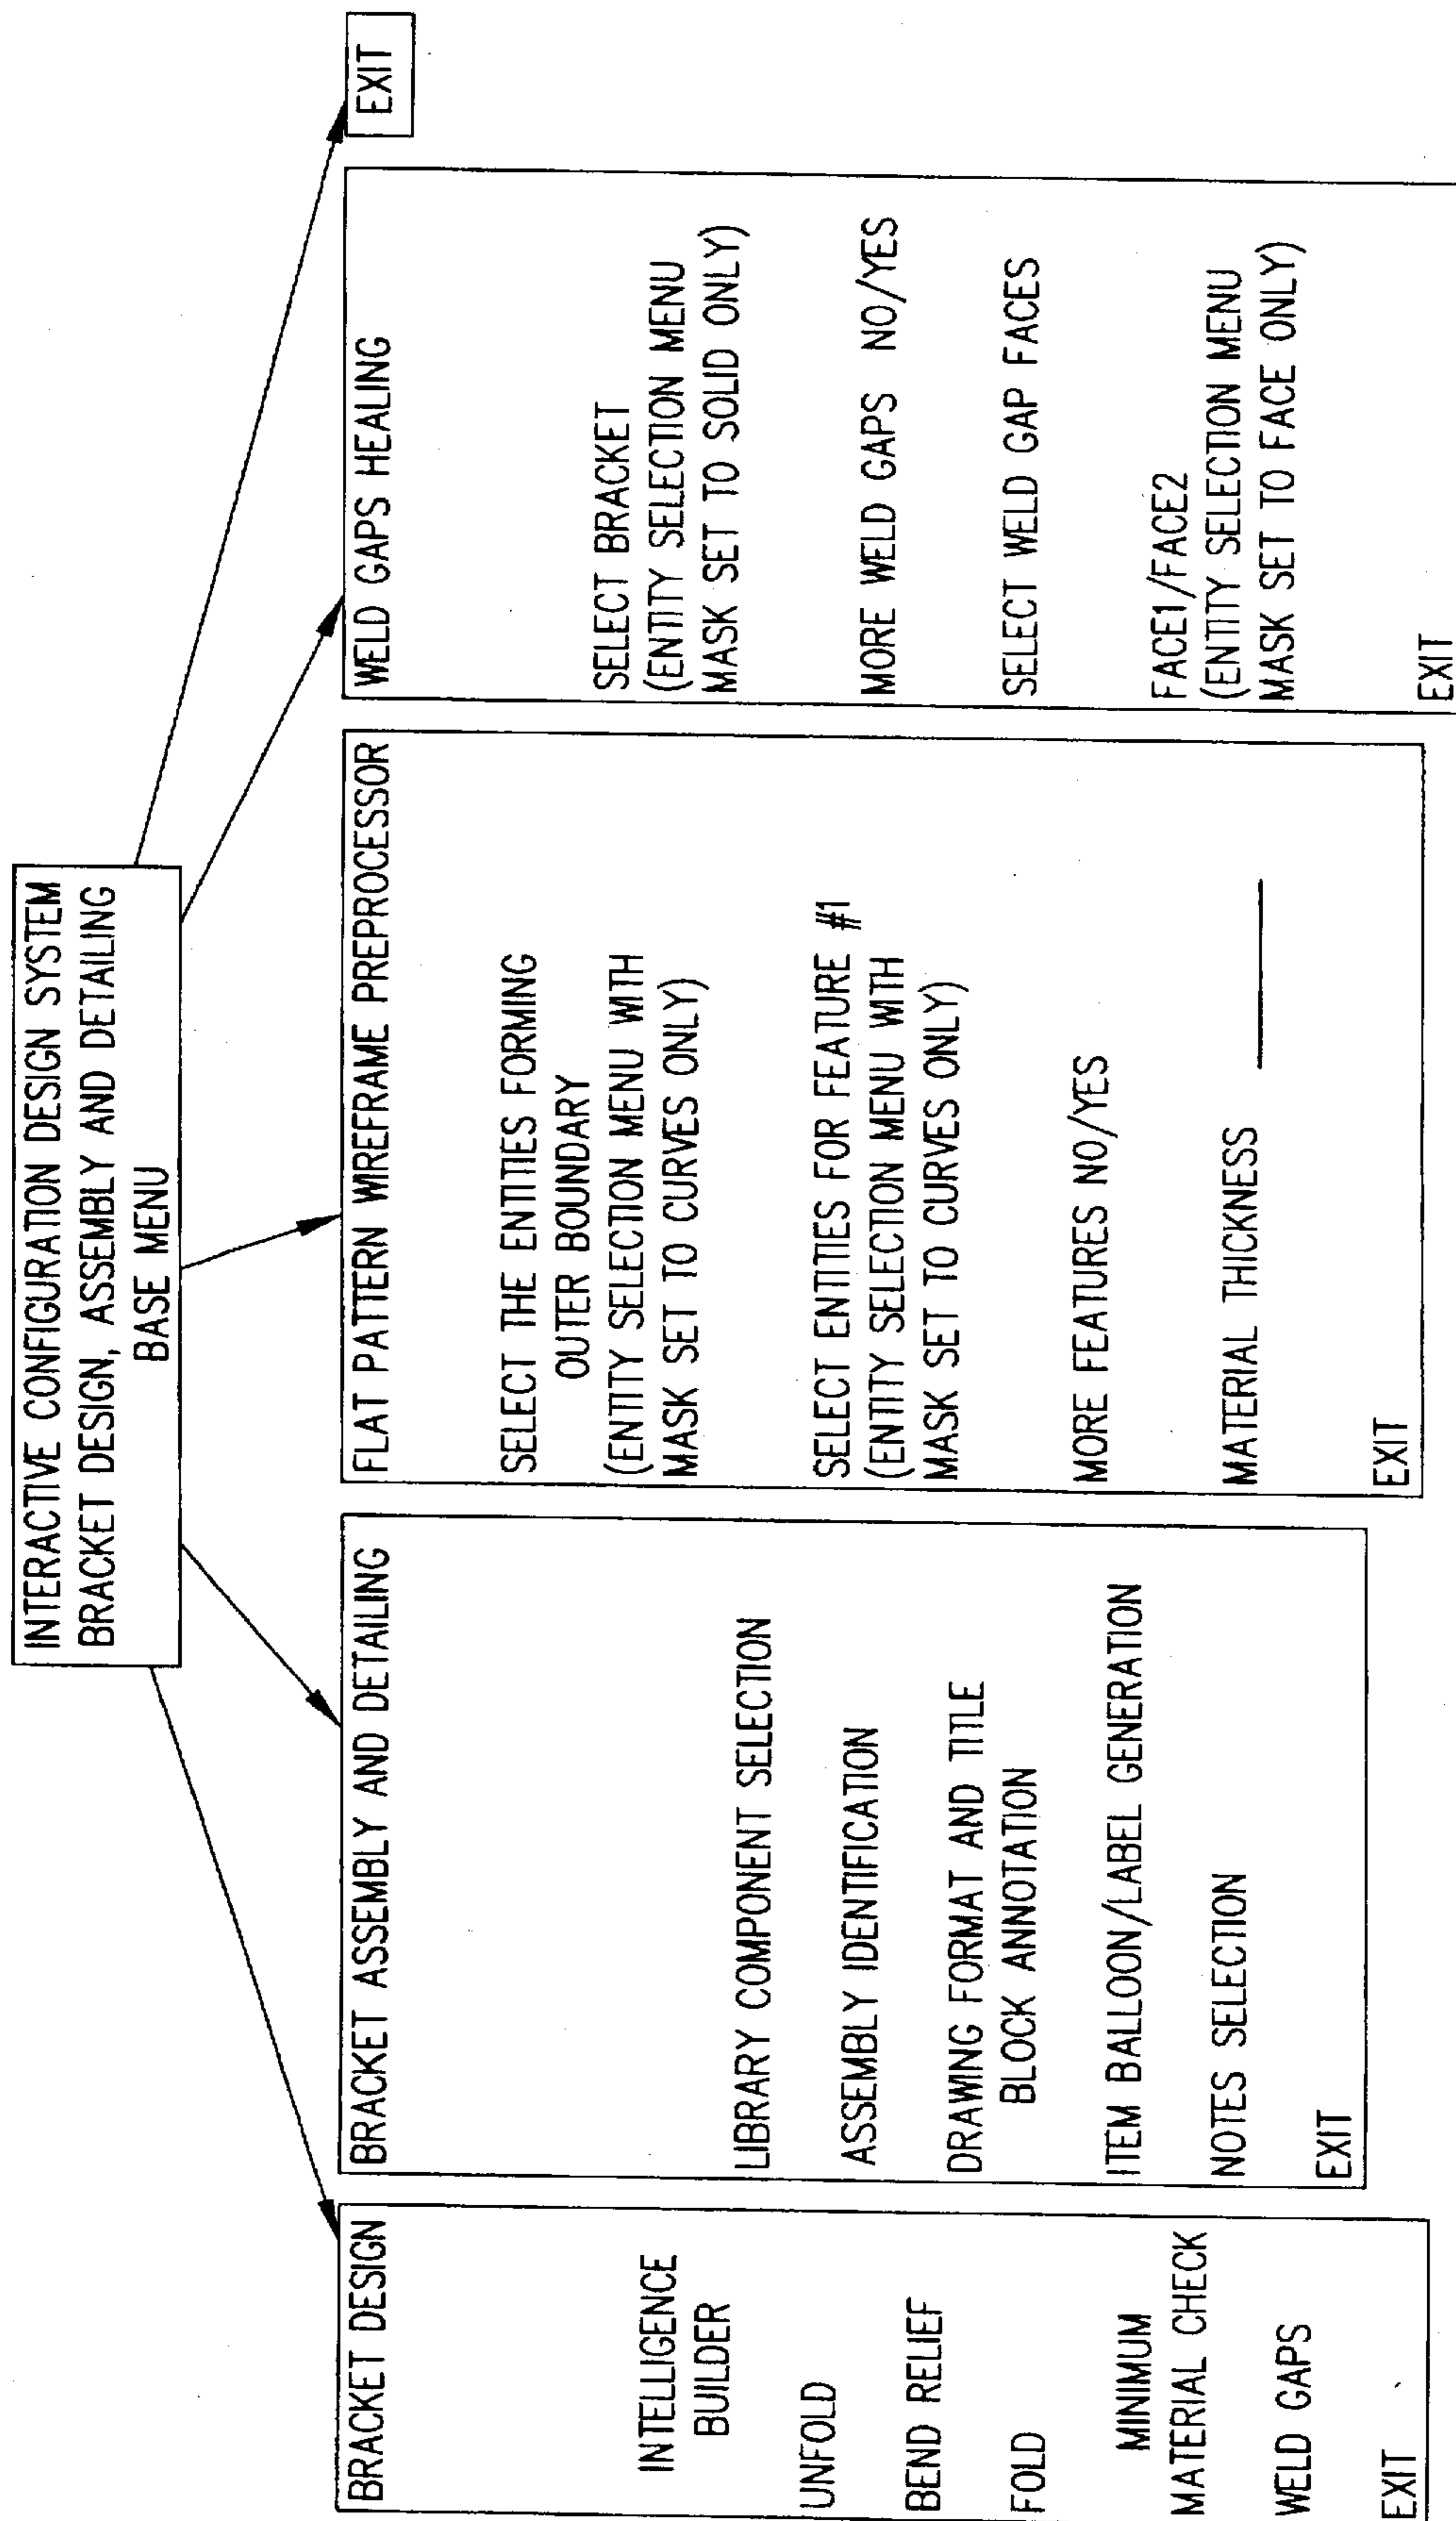 INTERACTIVE CONFIGURATION DESIGN SYSTEM
BRACKET DESIGN, ASSEMBLY AND DETAILING
BASE MENU
BRACKET DESIGN
INTELLIGENCE
BUILDER
UNFOLD
BEND RELIEF
FOLD
MINIMUM
MATERIAL CHECK
WELD GAPS
EXIT
BRACKET ASSEMBLY AND DETAILING
LIBRARY COMPONENT SELECTION
ASSEMBLY IDENTIFICATION
DRAWING FORMAT AND TITLE
BLOCK ANNOTATION
ITEM BALLOON/LABEL GENERATION
NOTES SELECTION
EXIT
FLAT PATTERN WIREFRAME PREPROCESSOR
SELECT THE ENTITIES FORMING
OUTER BOUNDARY
(ENTITY SELECTION MENU WITH
MASK SET TO CURVES ONLY)
SELECT ENTITIES FOR FEATURE #1
(ENTITY SELECTION MENU WITH
MASK SET TO CURVES ONLY)
MORE FEATURES NO/YES
MATERIAL THICKNESS
EXIT
WELD GAPS HEALING
SELECT BRACKET
(ENTITY SELECTION MENU
MASK SET TO SOLID ONLY)
MORE WELD GAPS NO/YES
SELECT WELD GAP FACES
FACE1/FACE2
(ENTITY SELECTION MENU
MASK SET TO FACE ONLY)
EXIT
EXIT